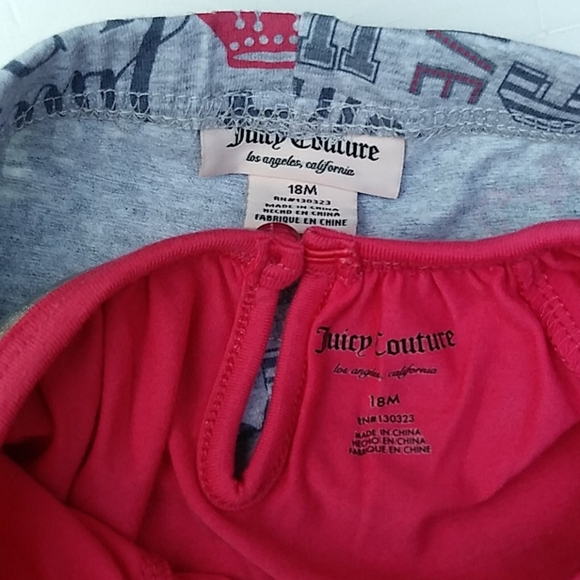 VE
Juicy Couture
los angeles, california
18M
RN#130323
MADE IN CHINA
HECHO EN CHINA
FABRIQUE EN CHINE
Juicy Couture
los angeles, california
18M
RN#130323
MADE IN CHINA
HECHO EN CHINA
FABRIQUE EN CHINE